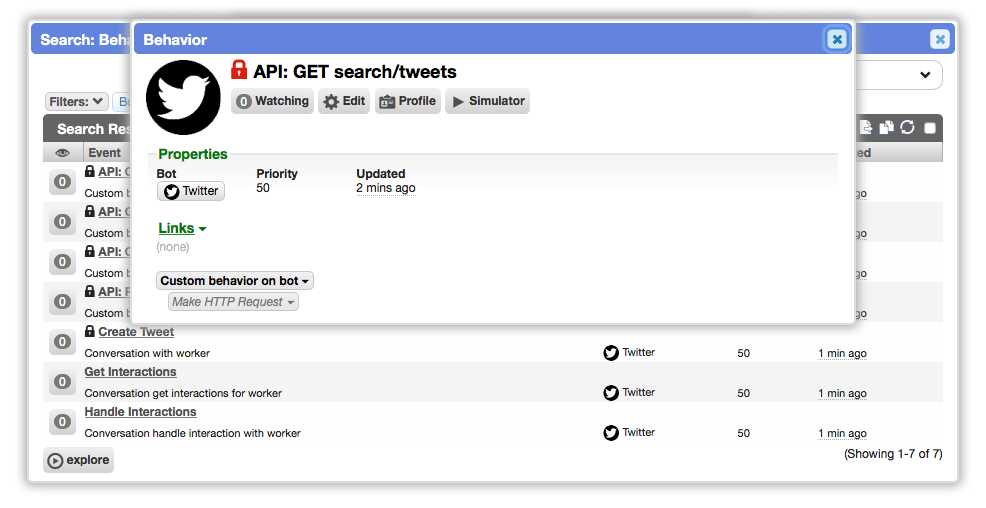 Search: Beha
Behavior
API: GET search/tweets
0 Watching Edit Profile Simulator
Filters:
Search Res
Properties
Event
Bot Priority Updated
Twitter 50 2 mins ago
0 API: G
Custom b
go
0 API: G
Custom b
go
Links
(none)
0 API: G
Custom b
go
Custom behavior on bot
Make HTTP Request
0
Custom b
go
0 Create Tweet
Conversation with worker Twitter 50 1 min ago
0 Get Interactions
Conversation get interactions for worker Twitter 50 1 min ago
0 Handle Interactions
Conversation handle interaction with worker Twitter 50 1 min ago
explore
(Showing 1-7 of 7)